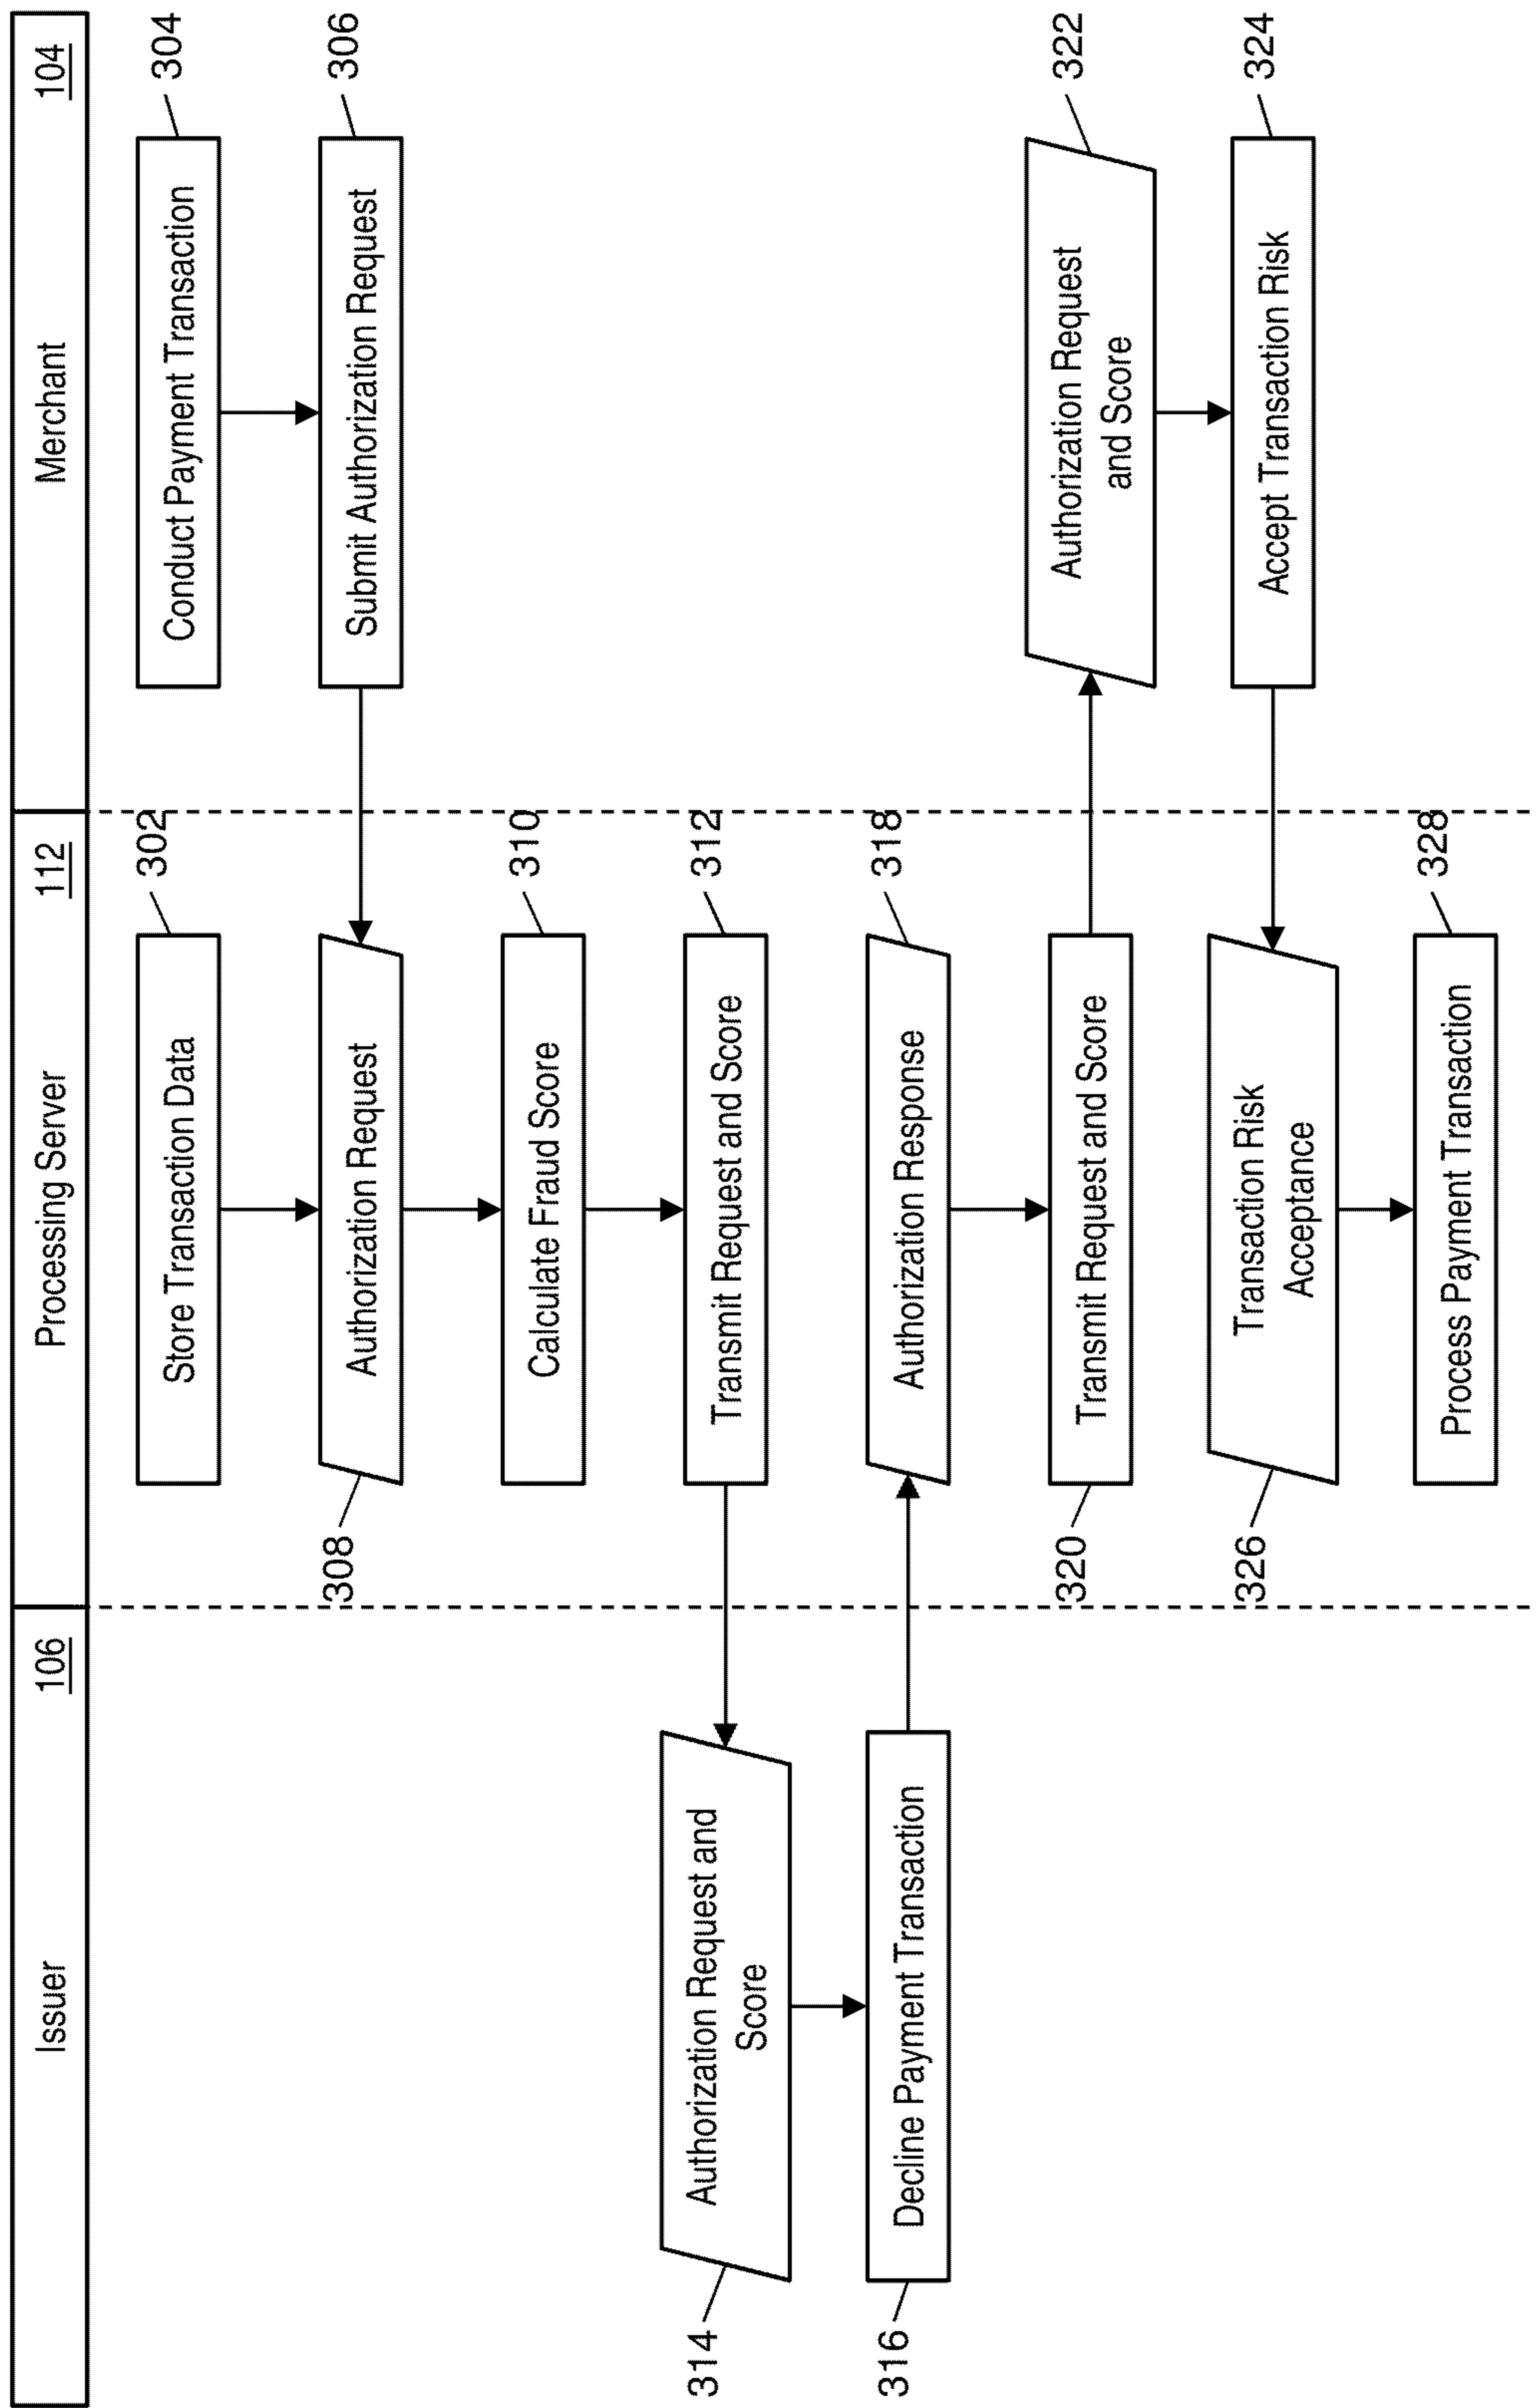 Issuer 106
Processing Server 112
Merchant 104
Store Transaction Data
302
Conduct Payment Transaction
304
308
Authorization Request
Submit Authorization Request
306
Calculate Fraud Score
310
314
Authorization Request and
Score
Transmit Request and Score
312
316
Decline Payment Transaction
Authorization Response
318
320
Transmit Request and Score
Authorization Request
and Score
322
326
Transaction Risk
Acceptance
Accept Transaction Risk
324
Process Payment Transaction
328